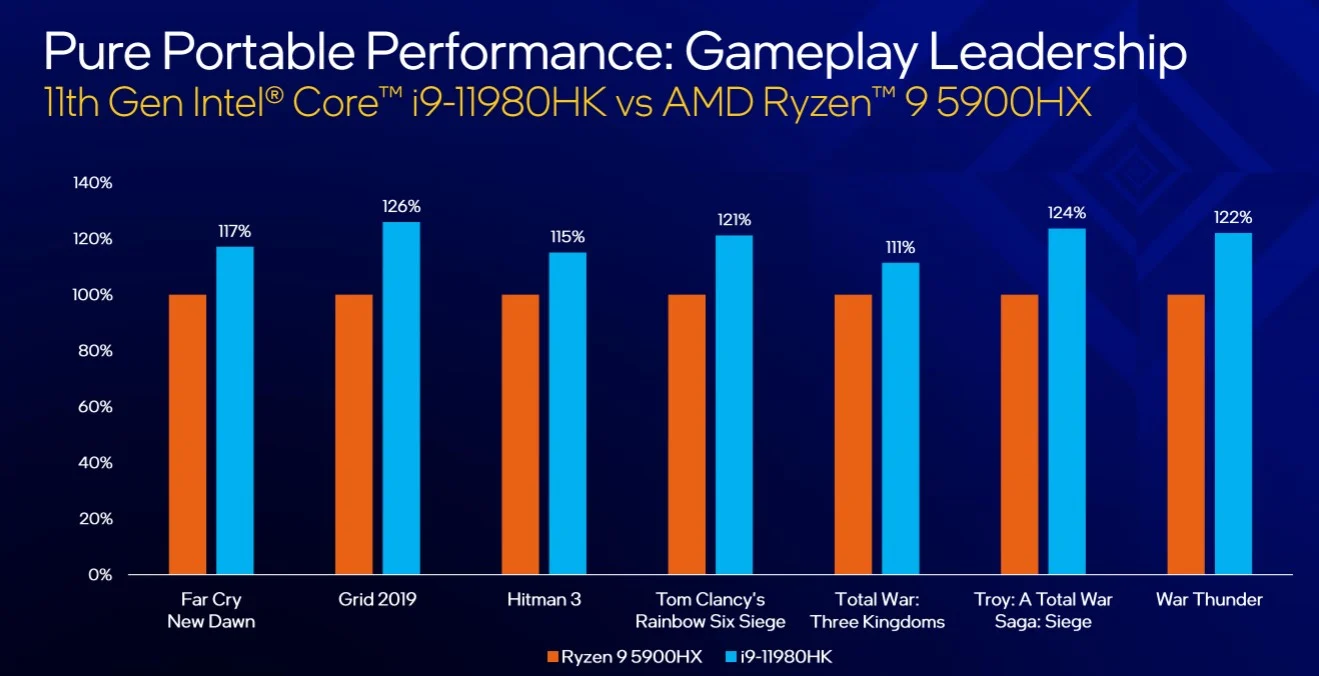 Pure Portable Performance: Gameplay Leadership
11th Gen Intel® Core™ i9-11980HK vs AMD Ryzen™ 9 5900HX
140%
120%
100%
80%
60%
40%
20%
0%
117%
126%
115%
121%
111%
124%
122%
Far Cry
New Dawn
Grid 2019
Hitman 3
Tom Clancy's
Rainbow Six Siege
Total War:
Three Kingdoms
Troy: A Total War
Saga: Siege
War Thunder
Ryzen 9 5900HX
i9-11980HK